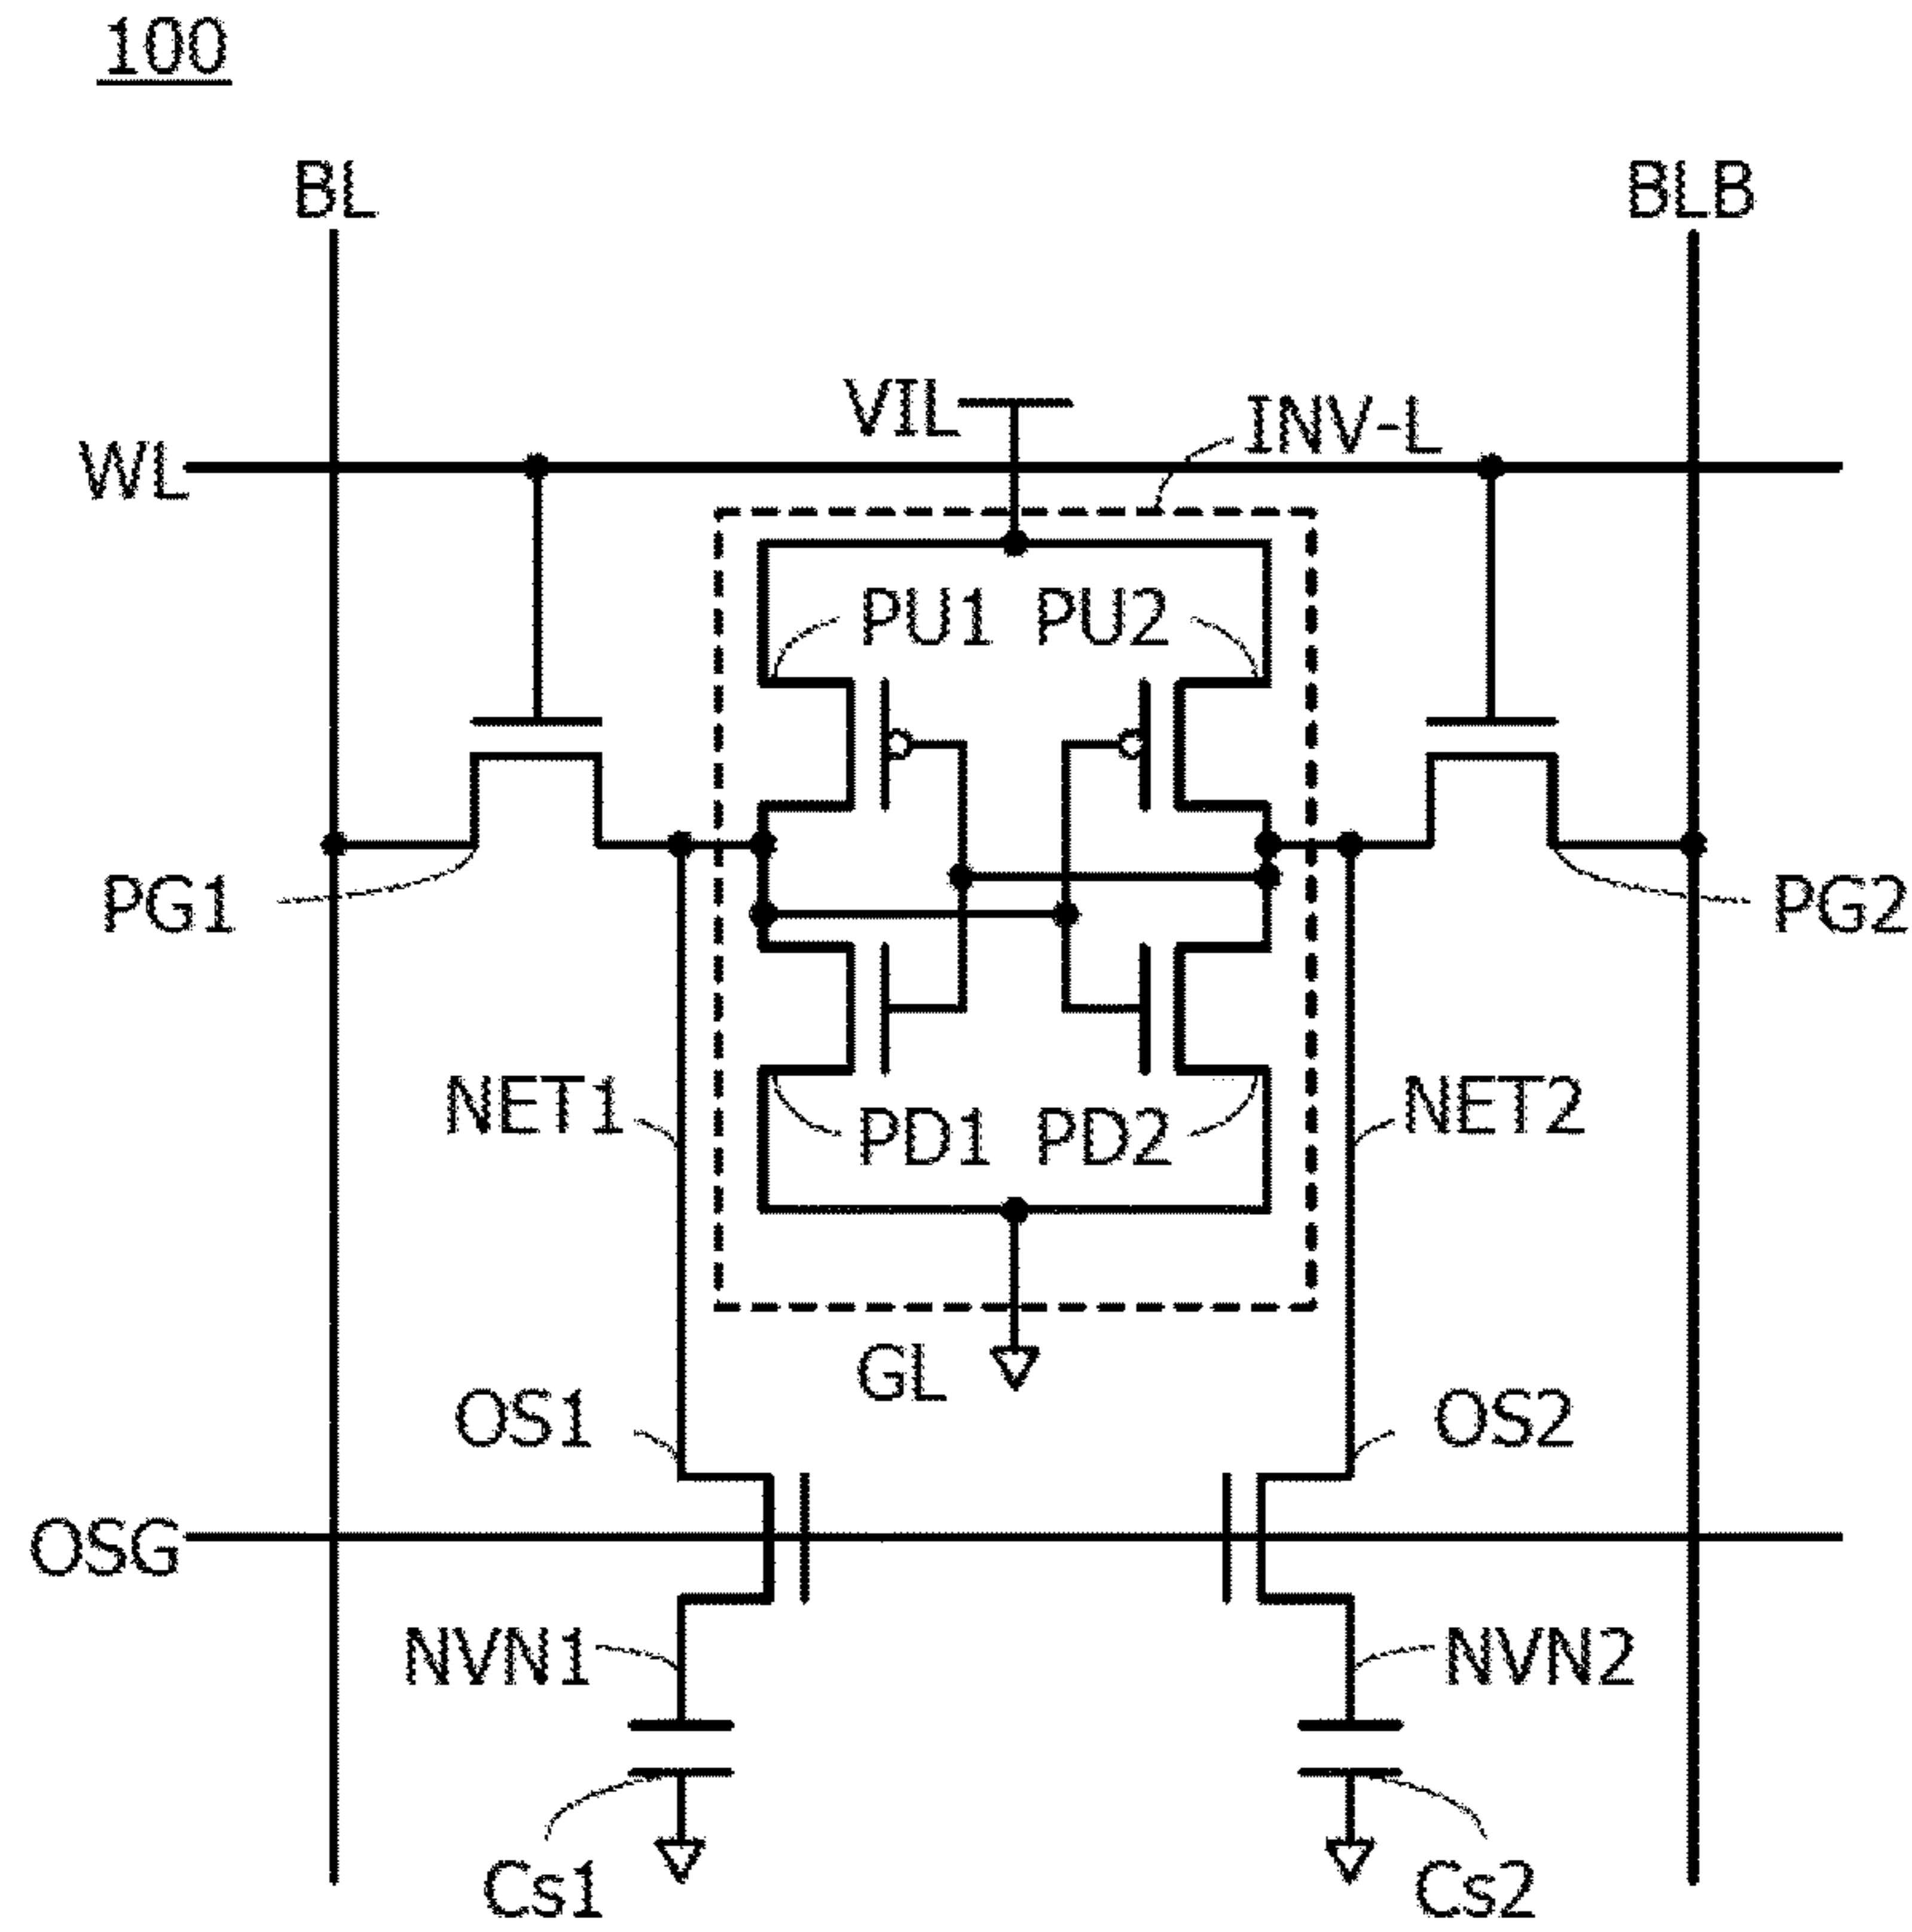 100
BL
BLB
VIL
INV-L
WL
PU1
PU2
PG1
PG2
NET1
PD1
PD2
NET2
GL
OS1
OS2
OSG
NVN1
NVN2
Cs1
Cs2